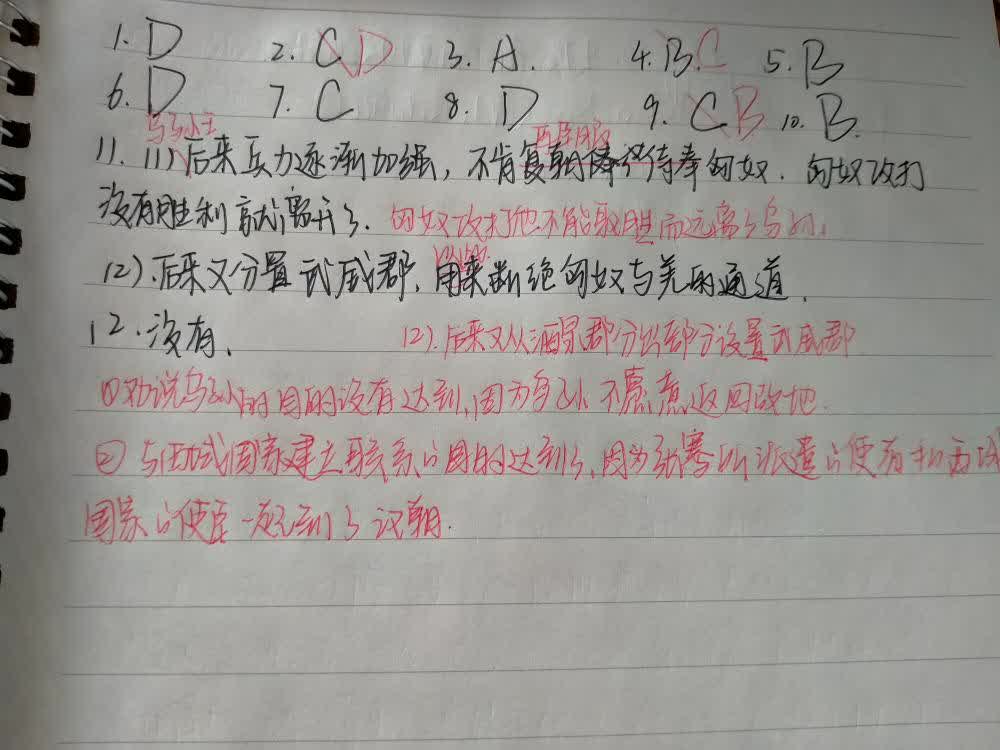 1. D 2. C D 3. A. 4. B. C 5. B
6. D 7. C 8. D 9. C B 10. B.
乌孙王 再臣服
11. (1)后来兵力逐渐加强，不肯复朝侍奉匈奴．匈奴攻打
没有胜利就离开了．匈奴攻打他不能取胜而远离了乌孙．
(2).后来又分置武威郡，用来断绝匈奴与羌的通道．
12.没有． (2).后来又从酒泉郡分出部分设置武威郡
①劝说乌孙的目的没有达到，因为乌孙不愿意返回故地．
② 与西域国家建立联系的目的达到了，因为张骞所派遣的使者和西域
国家的使臣一起到了汉朝．